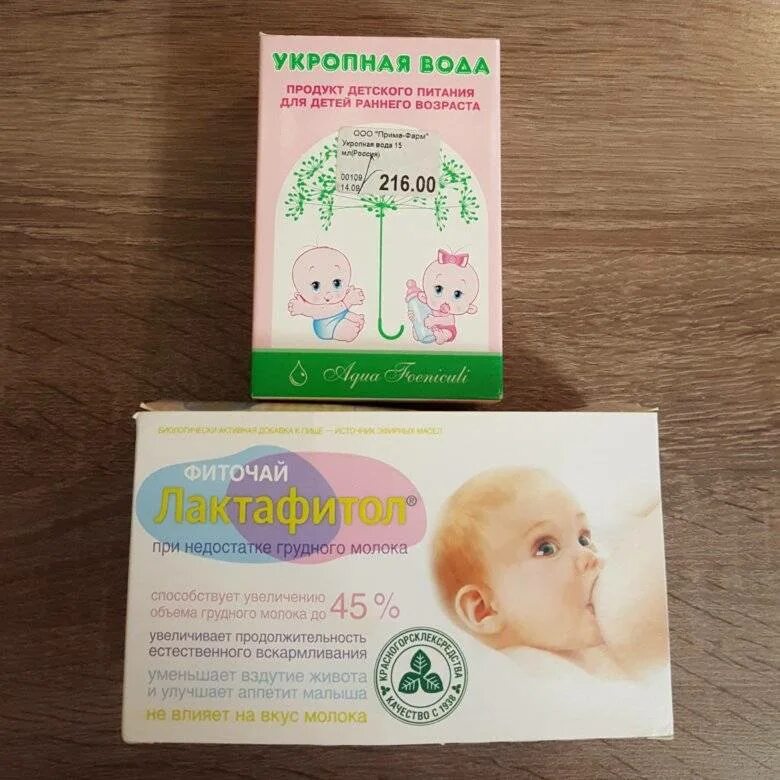 УКРОПНАЯ ВОДА
ПРОДУКТ ДЕТСКОГО ПИТАНИЯ
ДЛЯ ДЕТЕЙ РАННЕГО ВОЗРАСТА
ООО "Прима-Фарм"
Укропная вода 15
мл(Россия)
00109
14.09
216.00
Aqua Foeniculi
БИОЛОГИЧЕСКИ АКТИВНАЯ ДОБАВКА К ПИЩЕ — ИСТОЧНИК ЭФИРНЫХ МАСЕЛ
ФИТОЧАЙ
Лактафитол®
при недостатке грудного молока
способствует увеличению
объема грудного молока до 45 %
увеличивает продолжительность
естественного вскармливания
уменьшает вздутие живота
и улучшает аппетит малыша
не влияет на вкус молока
КРАСНОГОРСКЛЕКСРЕДСТВА
КАЧЕСТВО С 1938